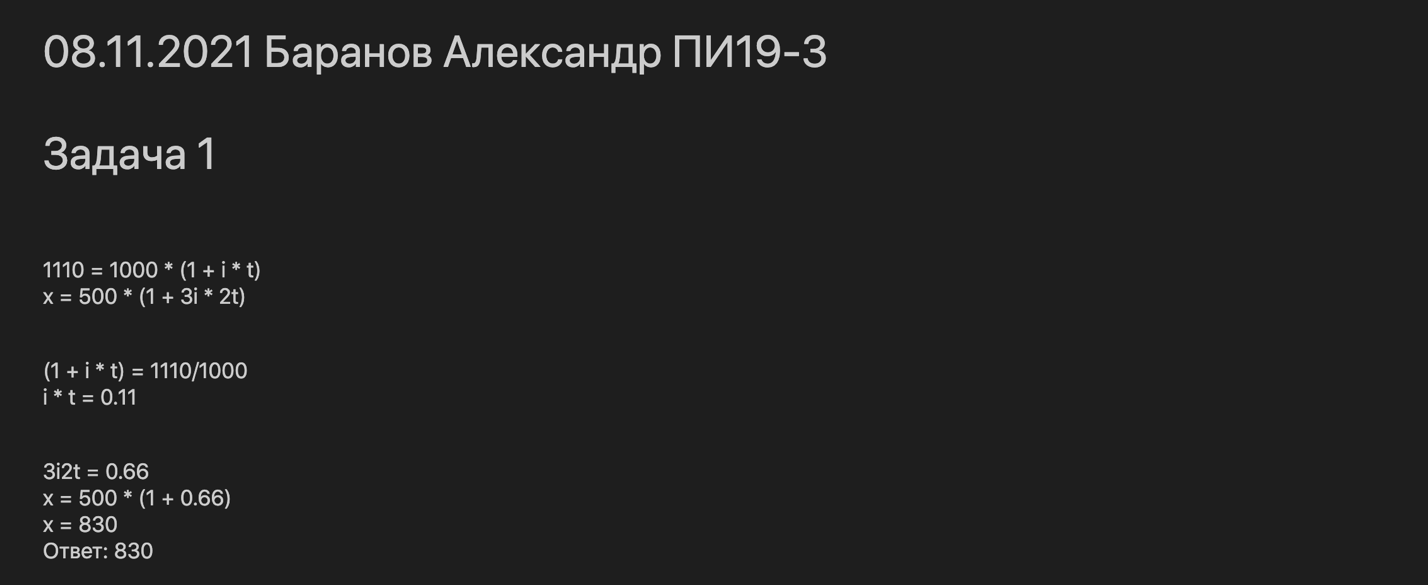 08.11.2021 Баранов Александр ПИ19-3
Задача 1
1110 = 1000 * (1 + i * t)
x = 500 * (1 + 3i * 2t)
(1 + i * t) = 1110/1000
i * t = 0.11
3i2t = 0.66
x = 500 * (1 + 0.66)
x = 830
Ответ: 830